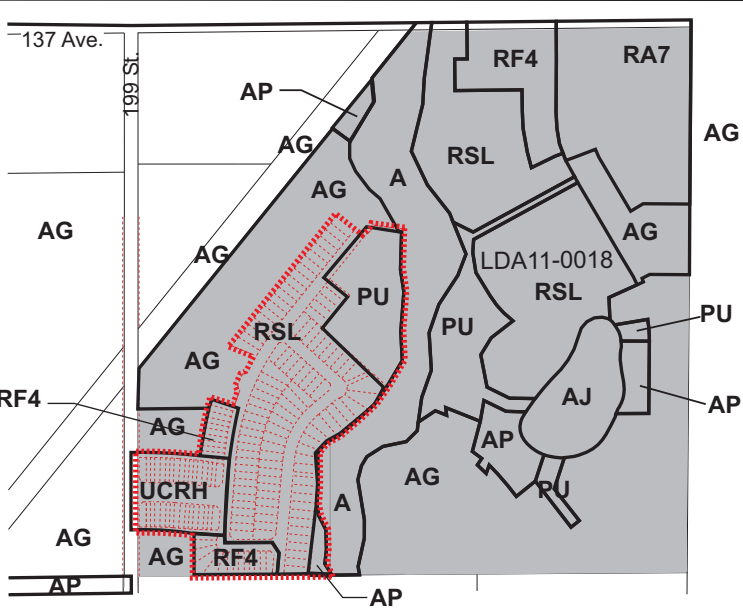 137 Ave.
199 St.
RF4
RA7
AP
AG
AG
RSL
A
AG
AG
AG
AG
LDA11-0018
RSL
PU
PU
RSL
PU
AG
RF4
AJ
AP
AG
AP
AG
UCRH
PU
A
AG
AG
RF4
AP
AP